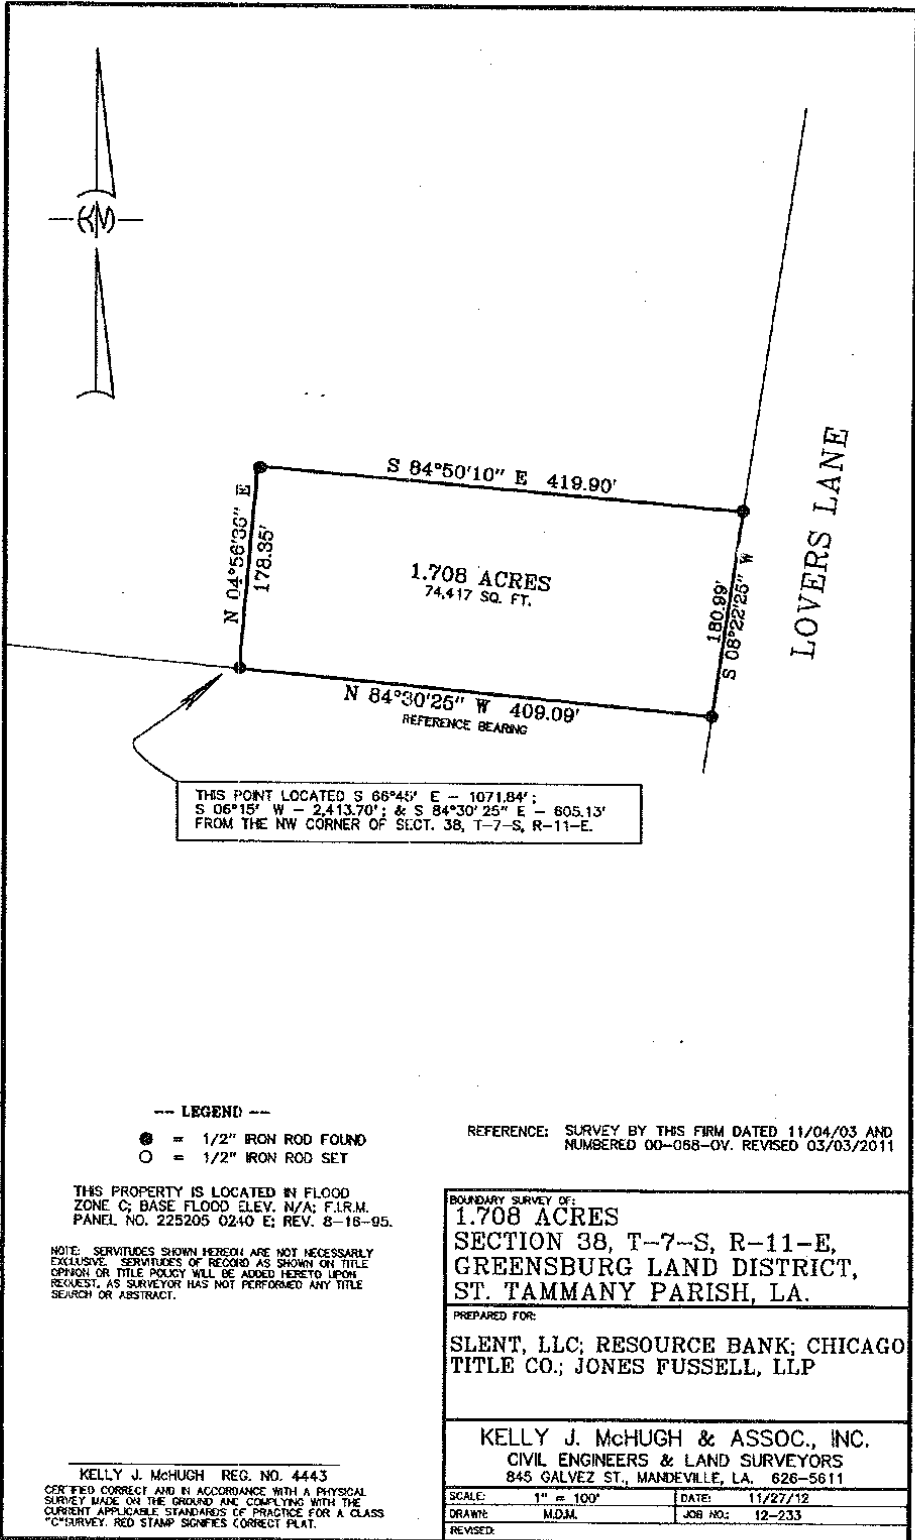 KM
S 84°50'10" E 419.90'
N 04°56'36" E
178.35'
1.708 ACRES
74,417 SQ. FT.
180.99'
S 08°22'25" W
LOVERS LANE
N 84°30'25" W 409.09'
REFERENCE BEARING
THIS POINT LOCATED S 66°45' E - 1071.84';
S 06°15' W - 2,413.70'; & S 84°30'25" E - 605.13'
FROM THE NW CORNER OF SECT. 38, T-7-S, R-11-E.
-- LEGEND --
● = 1/2" IRON ROD FOUND
○ = 1/2" IRON ROD SET
REFERENCE: SURVEY BY THIS FIRM DATED 11/04/03 AND
NUMBERED 00-068-OV. REVISED 03/03/2011
THIS PROPERTY IS LOCATED IN FLOOD
ZONE C; BASE FLOOD ELEV. N/A; F.I.R.M.
PANEL NO. 225205 0240 E; REV. 8-16-95.
NOTE: SERVITUDES SHOWN HEREON ARE NOT NECESSARILY
EXCLUSIVE. SERVITUDES OF RECORD AS SHOWN ON TITLE
OPINION OR TITLE POLICY WILL BE ADDED HERETO UPON
REQUEST, AS SURVEYOR HAS NOT PERFORMED ANY TITLE
SEARCH OR ABSTRACT.
BOUNDARY SURVEY OF:
1.708 ACRES
SECTION 38, T-7-S, R-11-E,
GREENSBURG LAND DISTRICT,
ST. TAMMANY PARISH, LA.
PREPARED FOR:
SLENT, LLC; RESOURCE BANK; CHICAGO
TITLE CO.; JONES FUSSELL, LLP
KELLY J. McHUGH & ASSOC., INC.
CIVIL ENGINEERS & LAND SURVEYORS
845 GALVEZ ST., MANDEVILLE, LA. 626-5611
SCALE: 1" = 100' DATE: 11/27/12
DRAWN: M.D.M. JOB NO.: 12-233
REVISED:
KELLY J. McHUGH REG. NO. 4443
CERTIFIED CORRECT AND IN ACCORDANCE WITH A PHYSICAL
SURVEY MADE ON THE GROUND AND COMPLYING WITH THE
CURRENT APPLICABLE STANDARDS OF PRACTICE FOR A CLASS
"C" SURVEY. RED STAMP SIGNIFIES CORRECT PLAT.